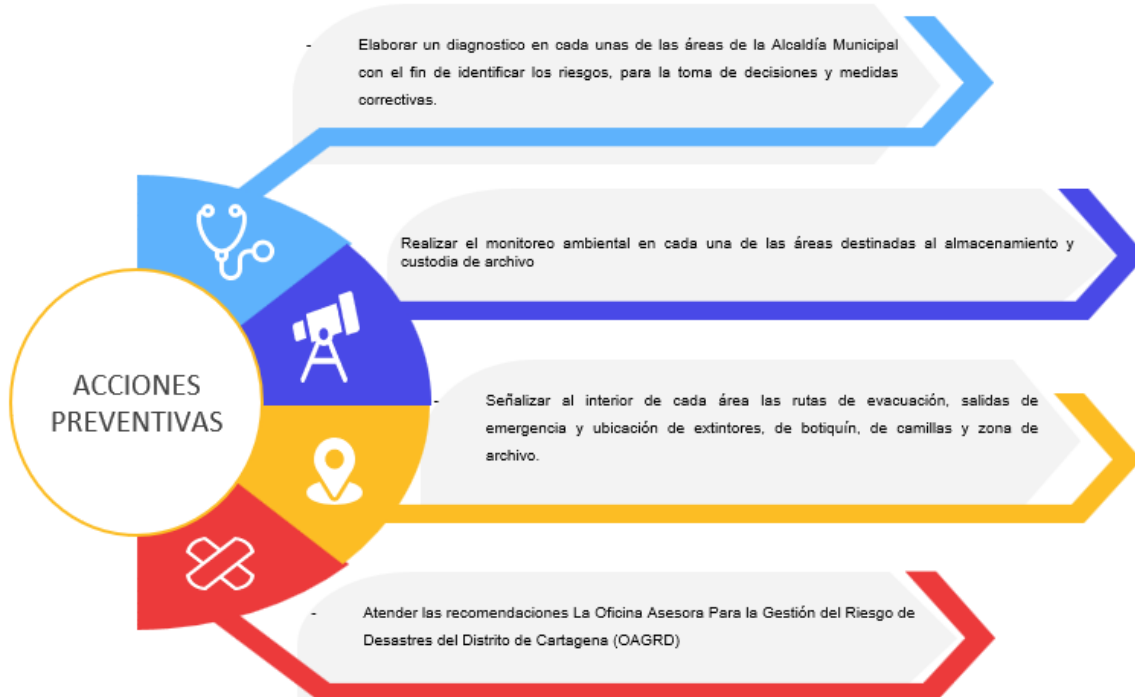 - Elaborar un diagnostico en cada unas de las áreas de la Alcaldía Municipal
con el fin de identificar los riesgos, para la toma de decisiones y medidas
correctivas.
Realizar el monitoreo ambiental en cada una de las áreas destinadas al almacenamiento y
custodia de archivo
ACCIONES
PREVENTIVAS
- Señalizar al interior de cada área las rutas de evacuación, salidas de
emergencia y ubicación de extintores, de botiquín, de camillas y zona de
archivo.
- Atender las recomendaciones La Oficina Asesora Para la Gestión del Riesgo de
Desastres del Distrito de Cartagena (OAGRD)